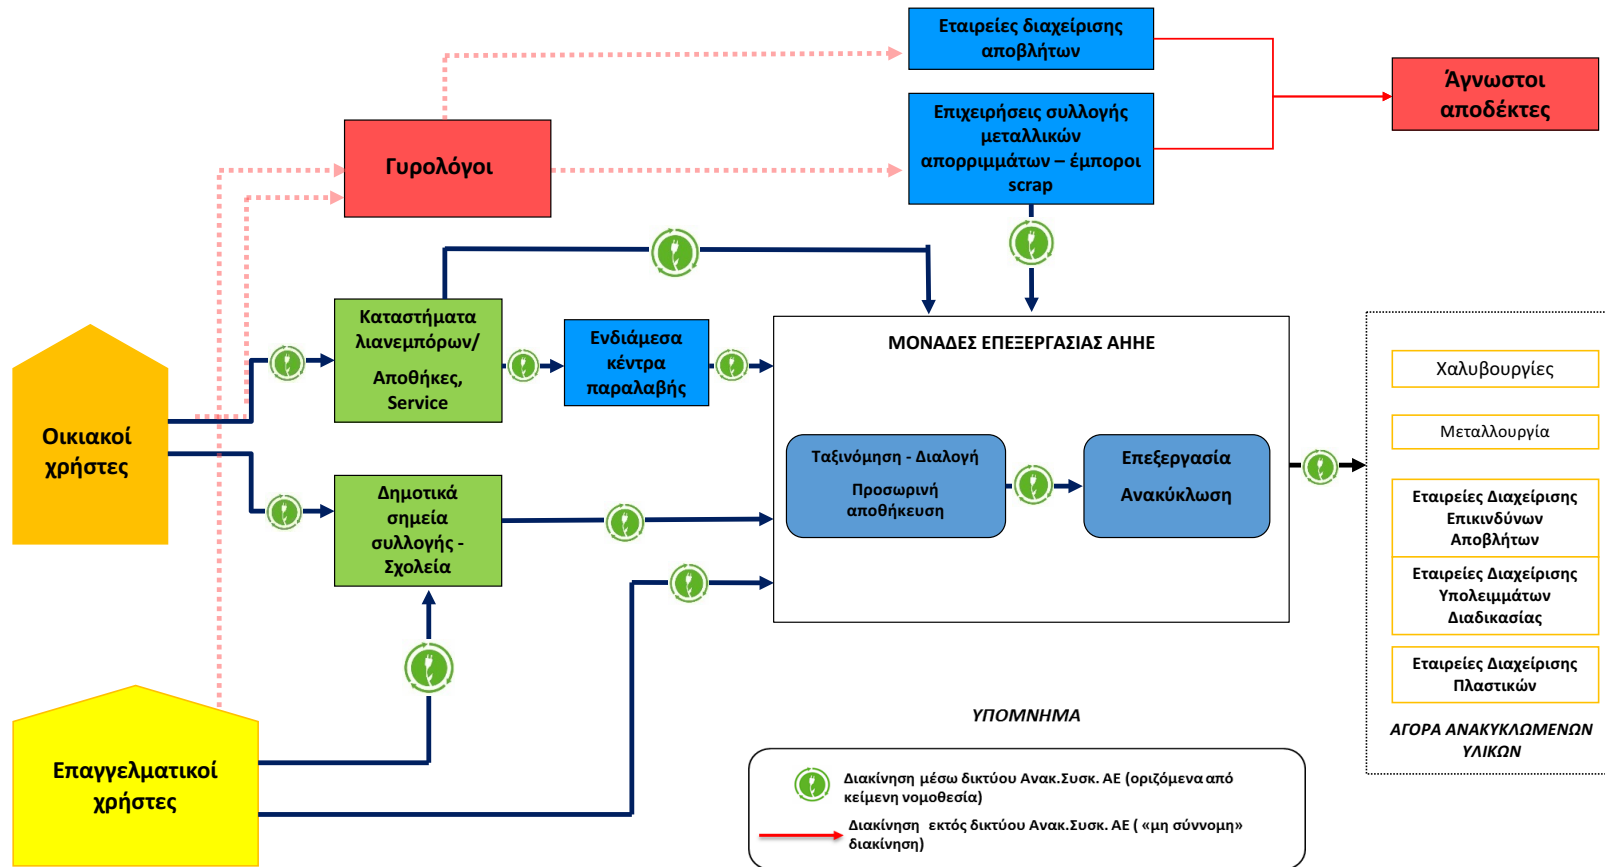 Εταιρείες διαχείρισης
αποβλήτων
Άγνωστοι
αποδέκτες
Επιχειρήσεις συλλογής
μεταλλικών
απορριμμάτων – έμποροι
scrap
Γυρολόγοι
Καταστήματα
λιανεμπόρων/
Αποθήκες,
Service
Ενδιάμεσα
κέντρα
παραλαβής
ΜΟΝΑΔΕΣ ΕΠΕΞΕΡΓΑΣΙΑΣ ΑΗΗΕ
Χαλυβουργίες
Μεταλλουργία
Οικιακοί
χρήστες
Ταξινόμηση - Διαλογή
Προσωρινή
αποθήκευση
Επεξεργασία
Ανακύκλωση
Δημοτικά
σημεία
συλλογής -
Σχολεία
Εταιρείες Διαχείρισης
Επικινδύνων
Αποβλήτων
Εταιρείες Διαχείρισης
Υπολειμμάτων
Διαδικασίας
Εταιρείες Διαχείρισης
Πλαστικών
ΑΓΟΡΑ ΑΝΑΚΥΚΛΩΜΕΝΩΝ
ΥΛΙΚΩΝ
Επαγγελματικοί
χρήστες
ΥΠΟΜΝΗΜΑ
Διακίνηση μέσω δικτύου Ανακ.Συσκ. ΑΕ (οριζόμενα από
κείμενη νομοθεσία)
Διακίνηση εκτός δικτύου Ανακ.Συσκ. ΑΕ ( «μη σύννομη»
διακίνηση)